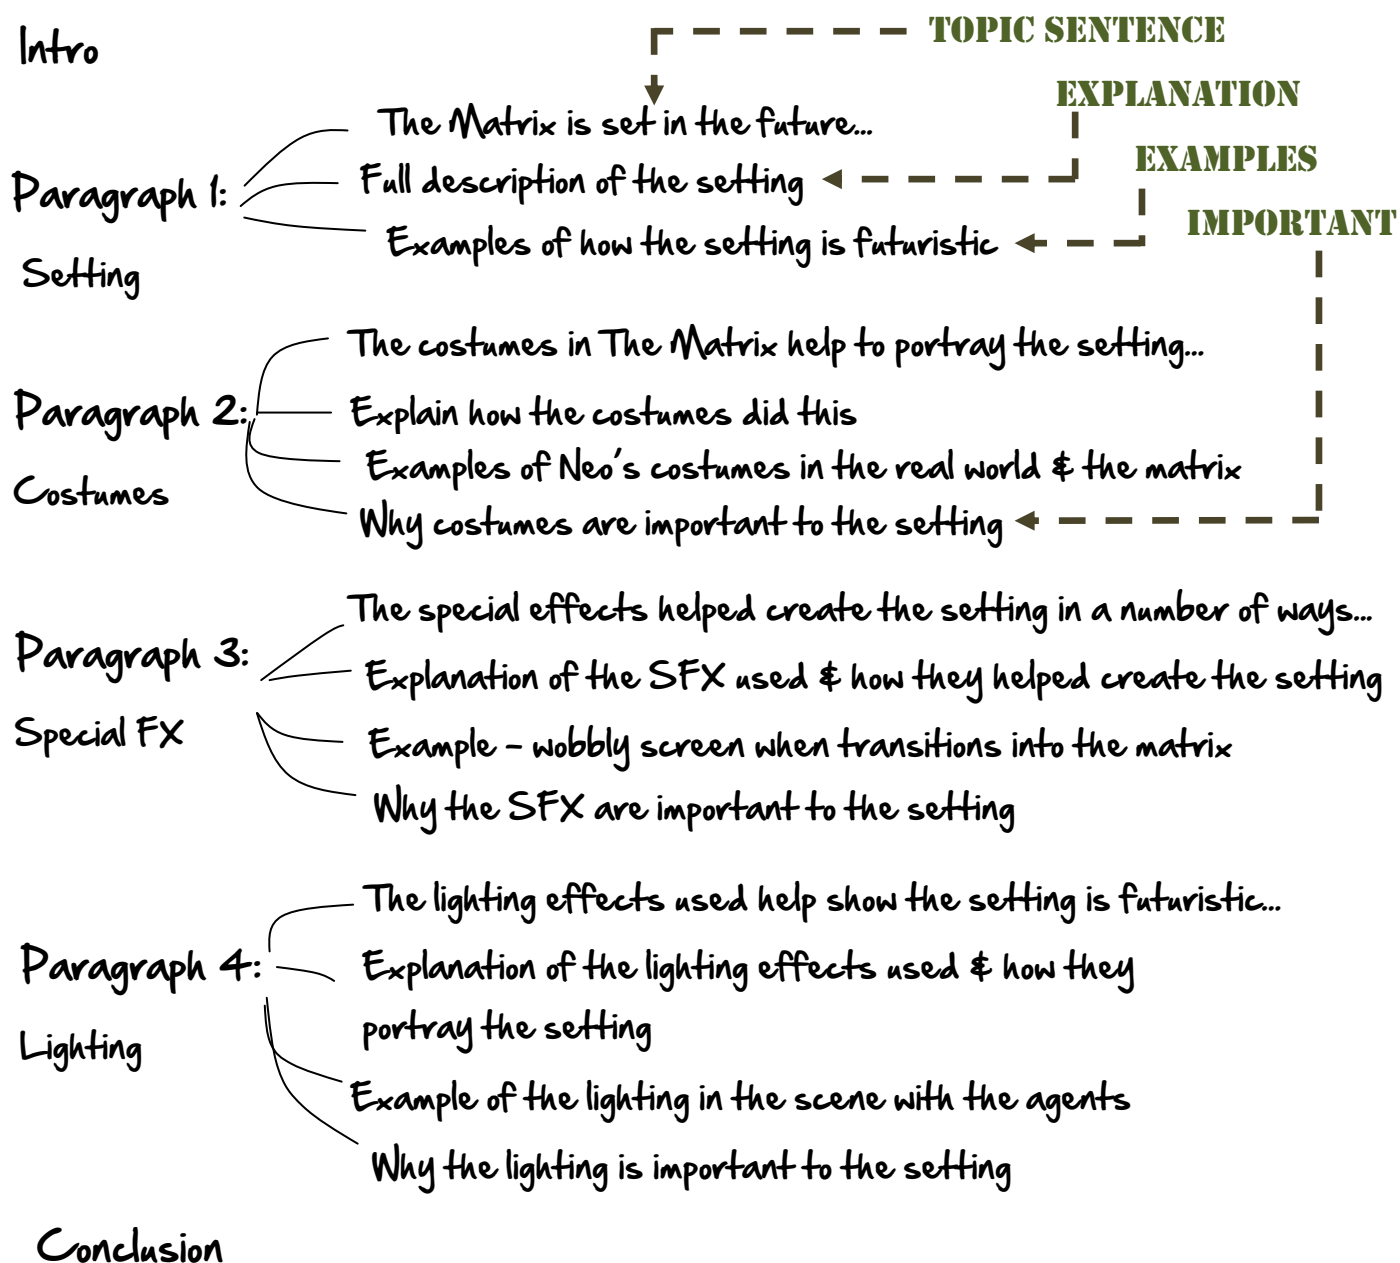 Intro
TOPIC SENTENCE
EXPLANATION
The Matrix is set in the future...
EXAMPLES
Paragraph 1:
Full description of the setting
IMPORTANT
Examples of how the setting is futuristic
Setting
The costumes in The Matrix help to portray the setting...
Paragraph 2:
Explain how the costumes did this
Examples of Neo's costumes in the real world & the matrix
Costumes
Why costumes are important to the setting
The special effects helped create the setting in a number of ways...
Paragraph 3:
Explanation of the SFX used & how they helped create the setting
Special FX
Example - wobbly screen when transitions into the matrix
Why the SFX are important to the setting
The lighting effects used help show the setting is futuristic...
Paragraph 4:
Explanation of the lighting effects used & how they
portray the setting
Lighting
Example of the lighting in the scene with the agents
Why the lighting is important to the setting
Conclusion